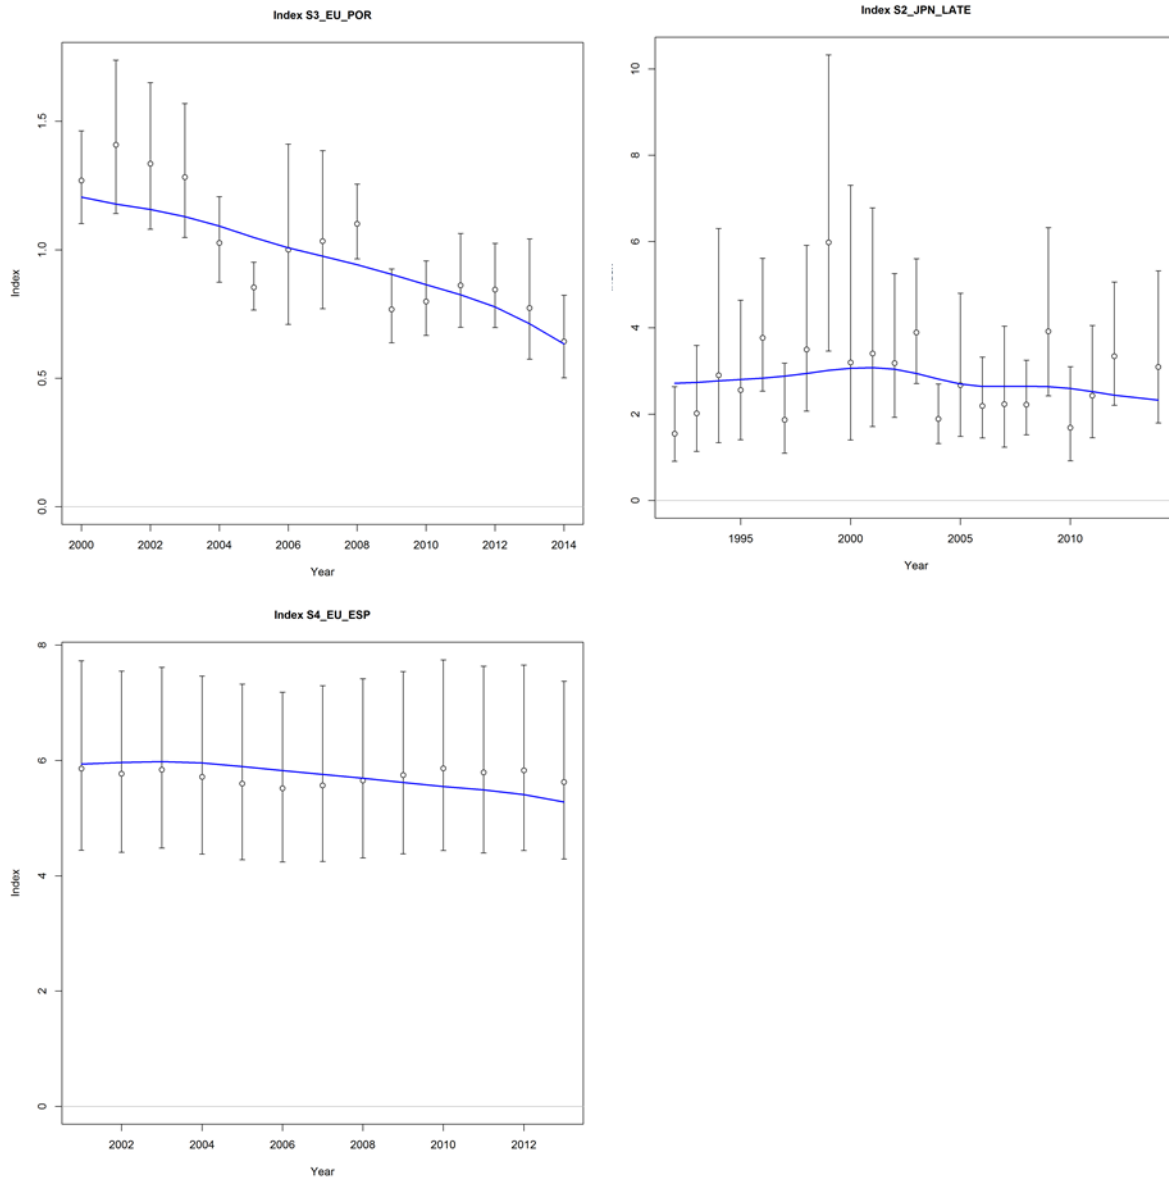 Index S3_EU_POR
1.5
1.0
0.5
0.0
Index
2000 2002 2004 2006 2008 2010 2012 2014
Year
Index S2_JPN_LATE
10
8
6
4
2
0
1995 2000 2005 2010
Year
Index S4_EU_ESP
8
6
4
2
0
Index
2002 2004 2006 2008 2010 2012
Year